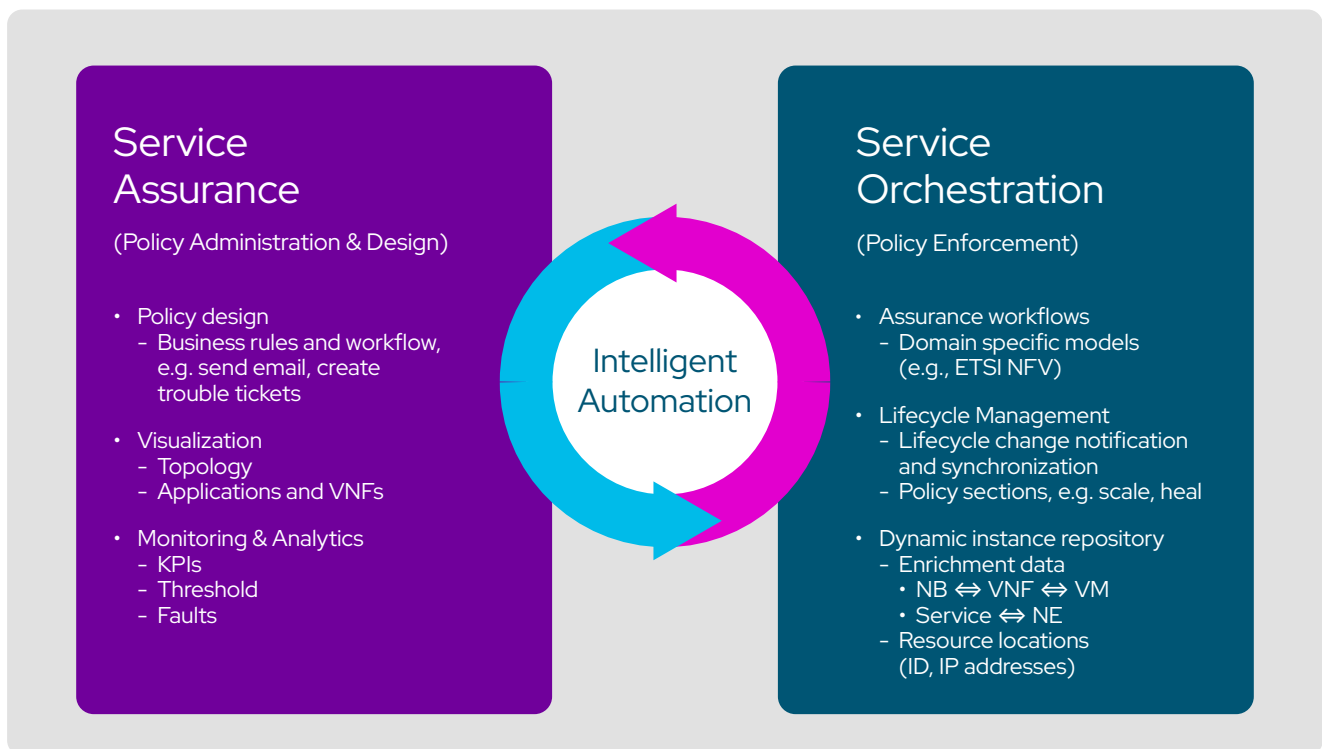 Service
Assurance
(Policy Administration & Design)
• Policy design
- Business rules and workflow,
e.g. send email, create
trouble tickets
• Visualization
- Topology
- Applications and VNFs
• Monitoring & Analytics
- KPIs
- Threshold
- Faults
Intelligent
Automation
Service
Orchestration
(Policy Enforcement)
• Assurance workflows
- Domain specific models
(e.g., ETSI NFV)
• Lifecycle Management
- Lifecycle change notification
and synchronization
- Policy sections, e.g. scale, heal
• Dynamic instance repository
- Enrichment data
• NB ⇔ VNF ⇔ VM
• Service ⇔ NE
- Resource locations
(ID, IP addresses)